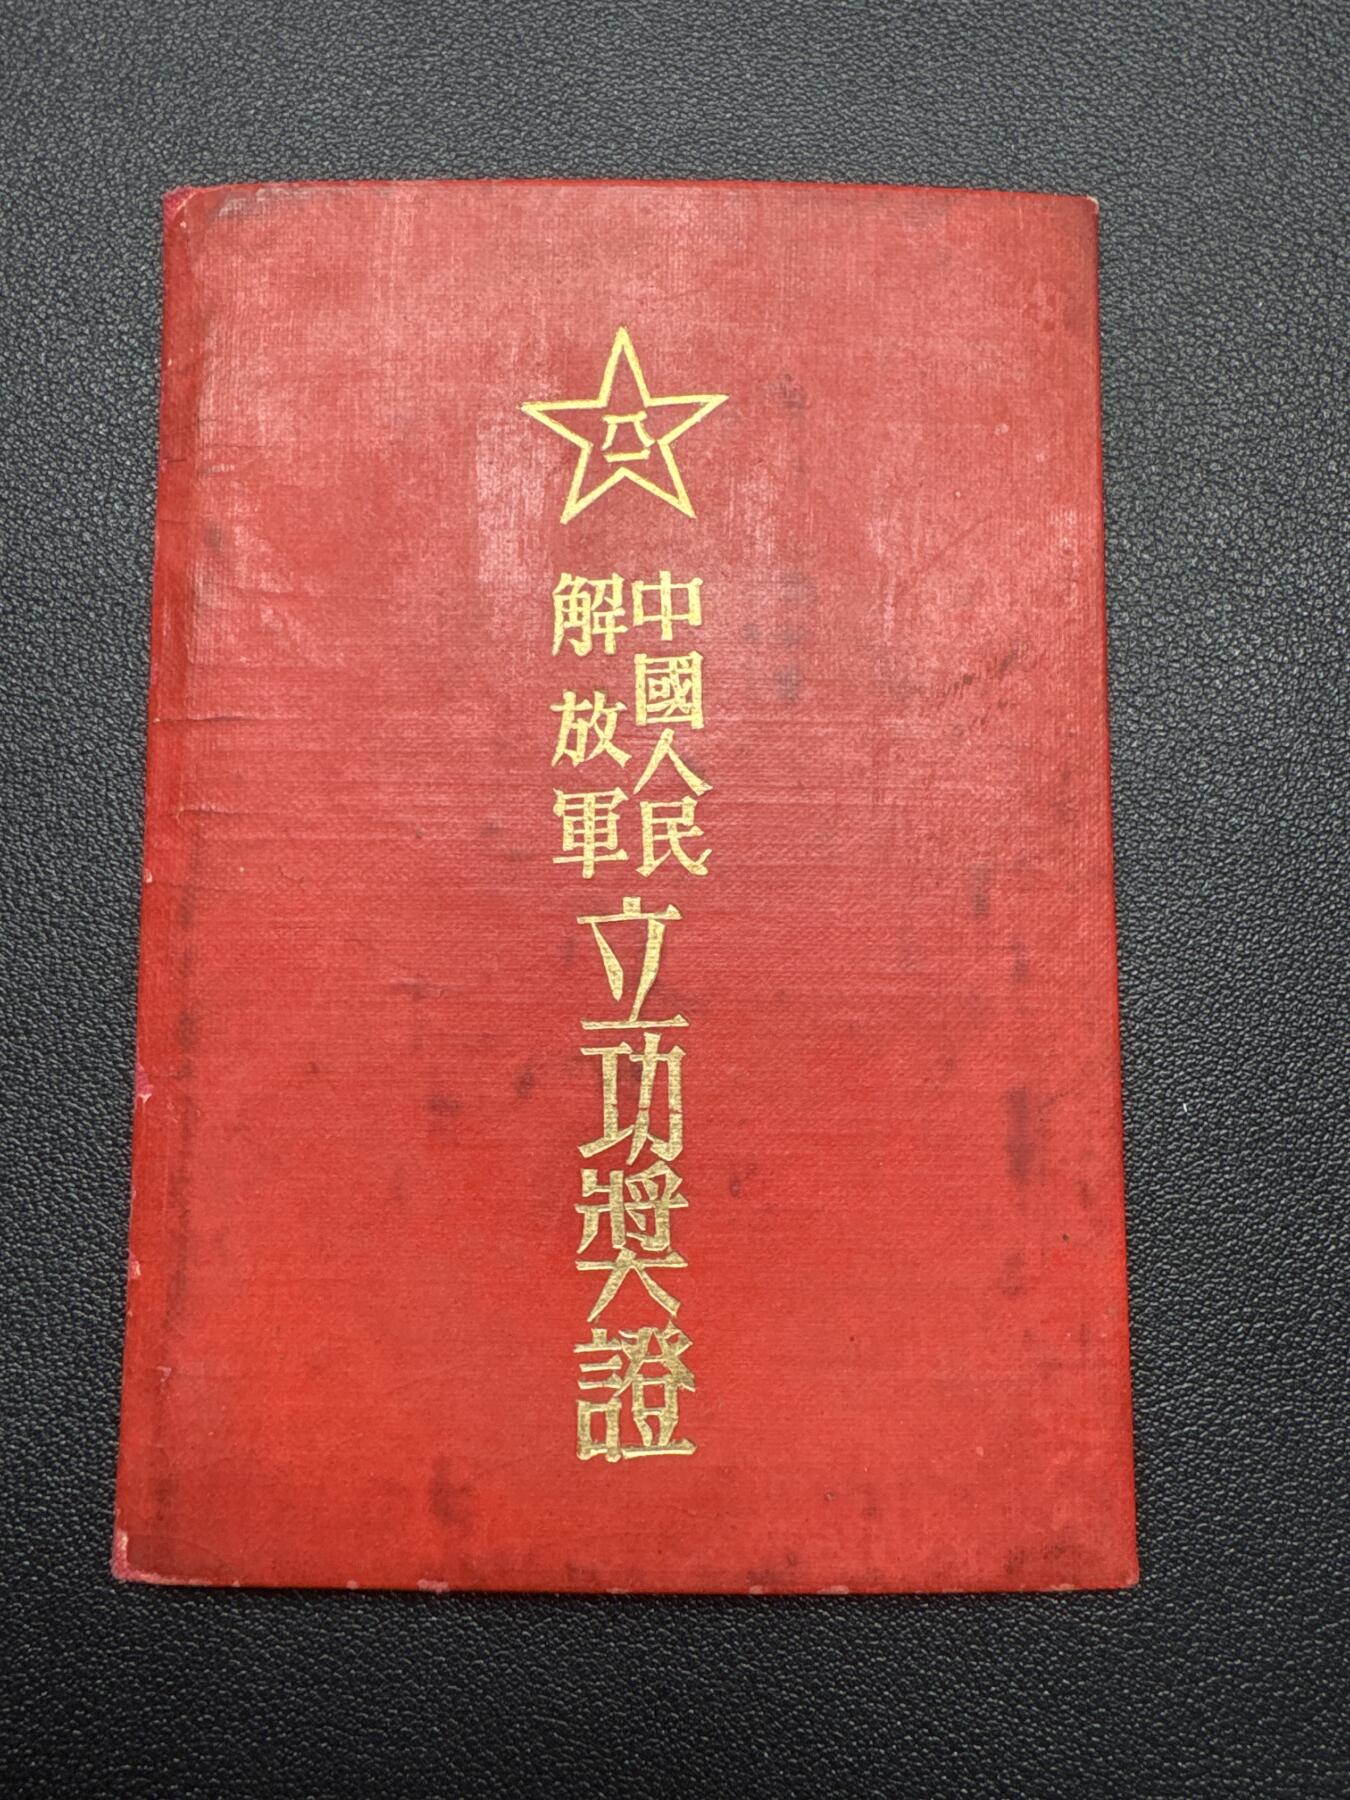 八一
中國人民
解放軍
立功獎證